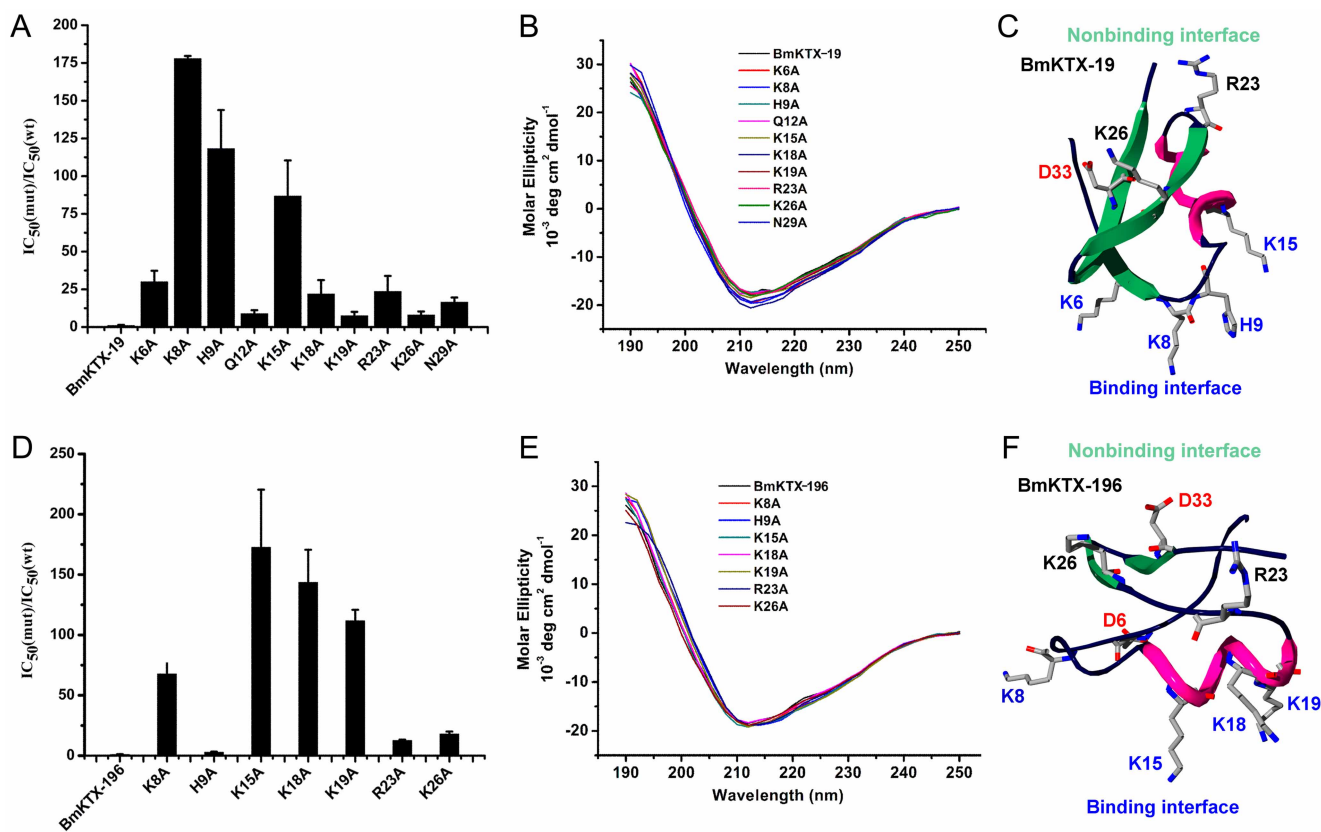 A
IC50(mut)/IC50(wt)
200
175
150
125
100
75
50
25
0
BmKTX-19
K6A
K8A
H9A
Q12A
K15A
K18A
K19A
R23A
K26A
N29A
B
Molar Ellipticity
10⁻³ deg cm² dmol⁻¹
30
20
10
0
-10
-20
190 200 210 220 230 240 250
Wavelength (nm)
BmKTX-19
K6A
K8A
H9A
Q12A
K15A
K18A
K19A
R23A
K26A
N29A
C
Nonbinding interface
BmKTX-19
R23
K26
D33
K15
K6
H9
K8
Binding interface
D
IC50(mut)/IC50(wt)
250
200
150
100
50
0
BmKTX-196
K8A
H9A
K15A
K18A
K19A
R23A
K26A
E
Molar Ellipticity
10⁻³ deg cm² dmol⁻¹
30
20
10
0
-10
-20
190 200 210 220 230 240 250
Wavelength (nm)
BmKTX-196
K8A
H9A
K15A
K18A
K19A
R23A
K26A
F
Nonbinding interface
BmKTX-196
D33
K26
R23
D6
K8
K19
K18
K15
Binding interface